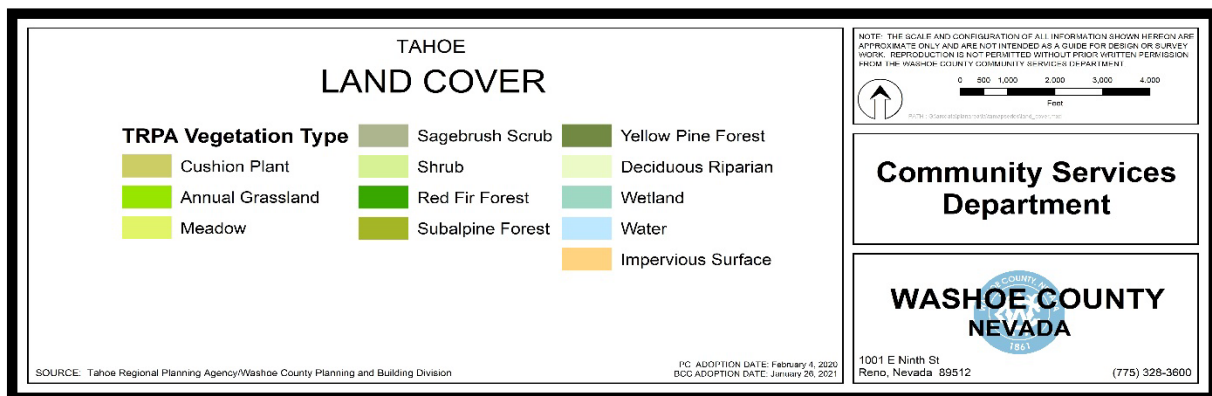 TAHOE
LAND COVER
TRPA Vegetation Type
Cushion Plant
Annual Grassland
Meadow
Sagebrush Scrub
Shrub
Red Fir Forest
Subalpine Forest
Yellow Pine Forest
Deciduous Riparian
Wetland
Water
Impervious Surface
SOURCE: Tahoe Regional Planning Agency/Washoe County Planning and Building Division
PC ADOPTION DATE: February 4, 2020
BCC ADOPTION DATE: January 26, 2021
NOTE: THE SCALE AND CONFIGURATION OF ALL INFORMATION SHOWN HEREON ARE
APPROXIMATE ONLY AND ARE NOT INTENDED AS A GUIDE FOR DESIGN OR SURVEY
WORK. REPRODUCTION IS NOT PERMITTED WITHOUT PRIOR WRITTEN PERMISSION
FROM THE WASHOE COUNTY COMMUNITY SERVICES DEPARTMENT
0 500 1,000 2,000 3,000 4,000
Feet
Community Services
Department
WASHOE COUNTY
NEVADA
1861
1001 E Ninth St
Reno, Nevada 89512
(775) 328-3600